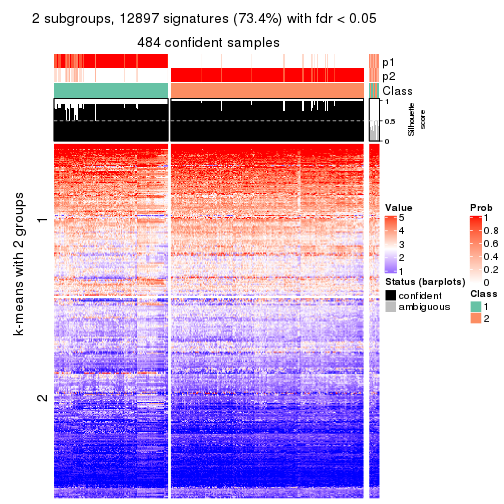 2 subgroups, 12897 signatures (73.4%) with fdr < 0.05
484 confident samples
p1
p2
Class
1
0.5
0
Silhouette
score
k-means with 2 groups
1
2
Value
5
4
3
2
1
Status (barplots)
confident
ambiguous
Prob
1
0.8
0.6
0.4
0.2
0
Class
1
2